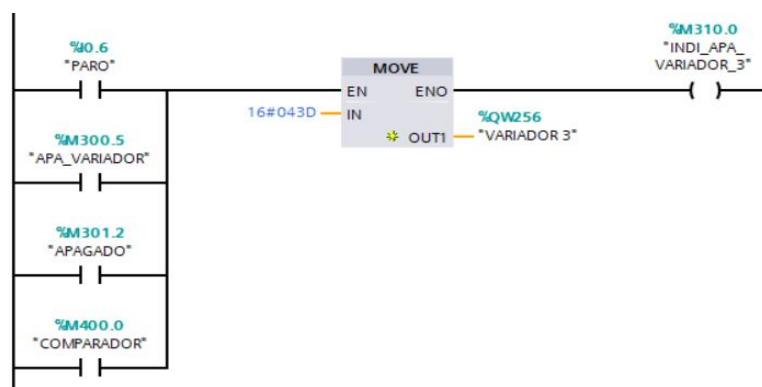 %I0.6
"PARO"
%M300.5
"APA_VARIADOR"
%M301.2
"APAGADO"
%M400.0
"COMPARADOR"
MOVE
EN ENO
16#043D IN
OUT1
%QW256
"VARIADOR 3"
%M310.0
"INDI_APA_
VARIADOR_3"